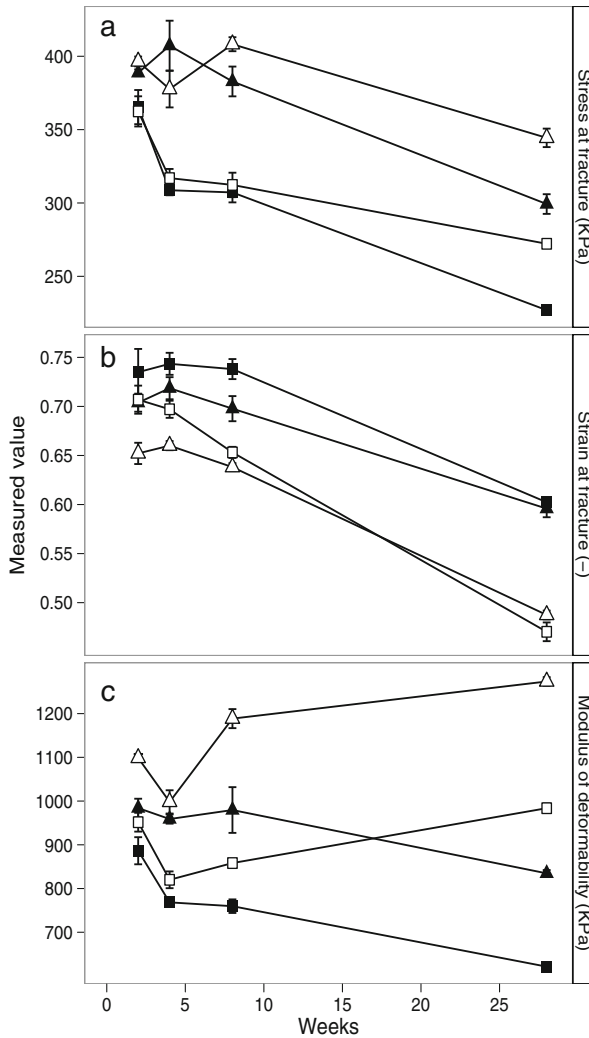 a
400
350
300
250
Stress at fracture (KPa)
b
0.75
0.70
0.65
0.60
0.55
0.50
Strain at fracture (–)
Measured value
c
1200
1100
1000
900
800
700
Modulus of deformability (KPa)
0 5 10 15 20 25
Weeks